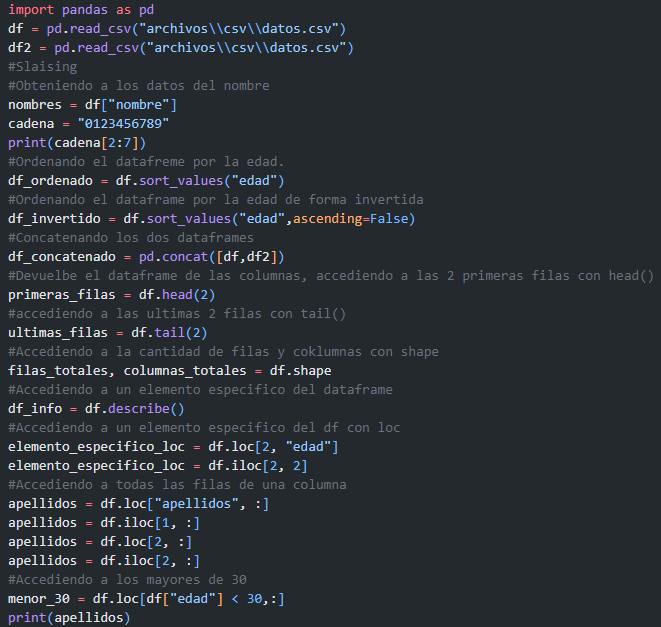 import pandas as pd
df = pd.read_csv("archivos\\csv\\datos.csv")
df2 = pd.read_csv("archivos\\csv\\datos.csv")
#Slaising
#Obteniendo a los datos del nombre
nombres = df["nombre"]
cadena = "0123456789"
print(cadena[2:7])
#Ordenando el datafreme por la edad.
df_ordenado = df.sort_values("edad")
#Ordenando el dataframe por la edad de forma invertida
df_invertido = df.sort_values("edad",ascending=False)
#Concatenando los dos dataframes
df_concatenado = pd.concat([df,df2])
#Devuelbe el dataframe de las columnas, accediendo a las 2 primeras filas con head()
primeras_filas = df.head(2)
#accediendo a las ultimas 2 filas con tail()
ultimas_filas = df.tail(2)
#Accediendo a la cantidad de filas y coklumnas con shape
filas_totales, columnas_totales = df.shape
#Accediendo a un elemento especifico del dataframe
df_info = df.describe()
#Accediendo a un elemento especifico del df con loc
elemento_especifico_loc = df.loc[2, "edad"]
elemento_especifico_loc = df.iloc[2, 2]
#Accediendo a todas las filas de una columna
apellidos = df.loc["apellidos", :]
apellidos = df.iloc[1, :]
apellidos = df.loc[2, :]
apellidos = df.iloc[2, :]
#Accediendo a los mayores de 30
menor_30 = df.loc[df["edad"] < 30,:]
print(apellidos)